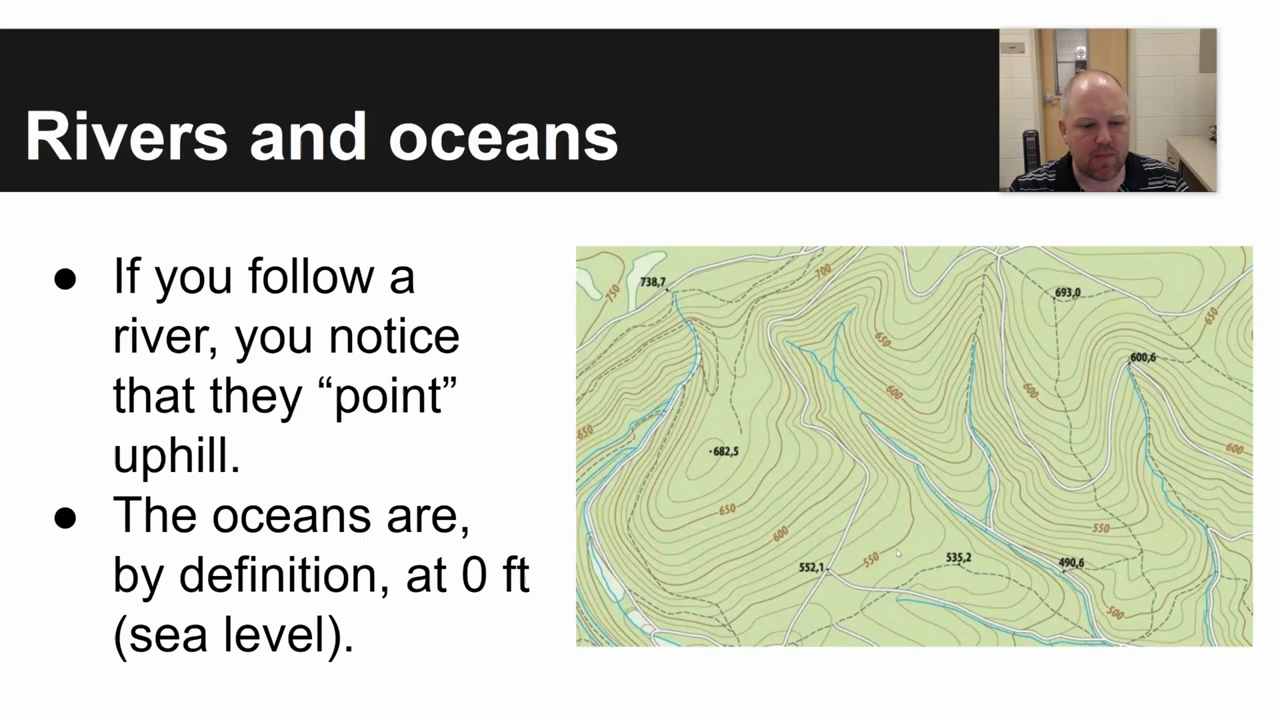 Rivers and oceans
● If you follow a
river, you notice
that they “point”
uphill.
● The oceans are,
by definition, at 0 ft
(sea level).
738,7
750
700
693,0
650
650
600,6
600
600
650
682,5
600
650
600
550
550
552,1
535,2
490,6
500